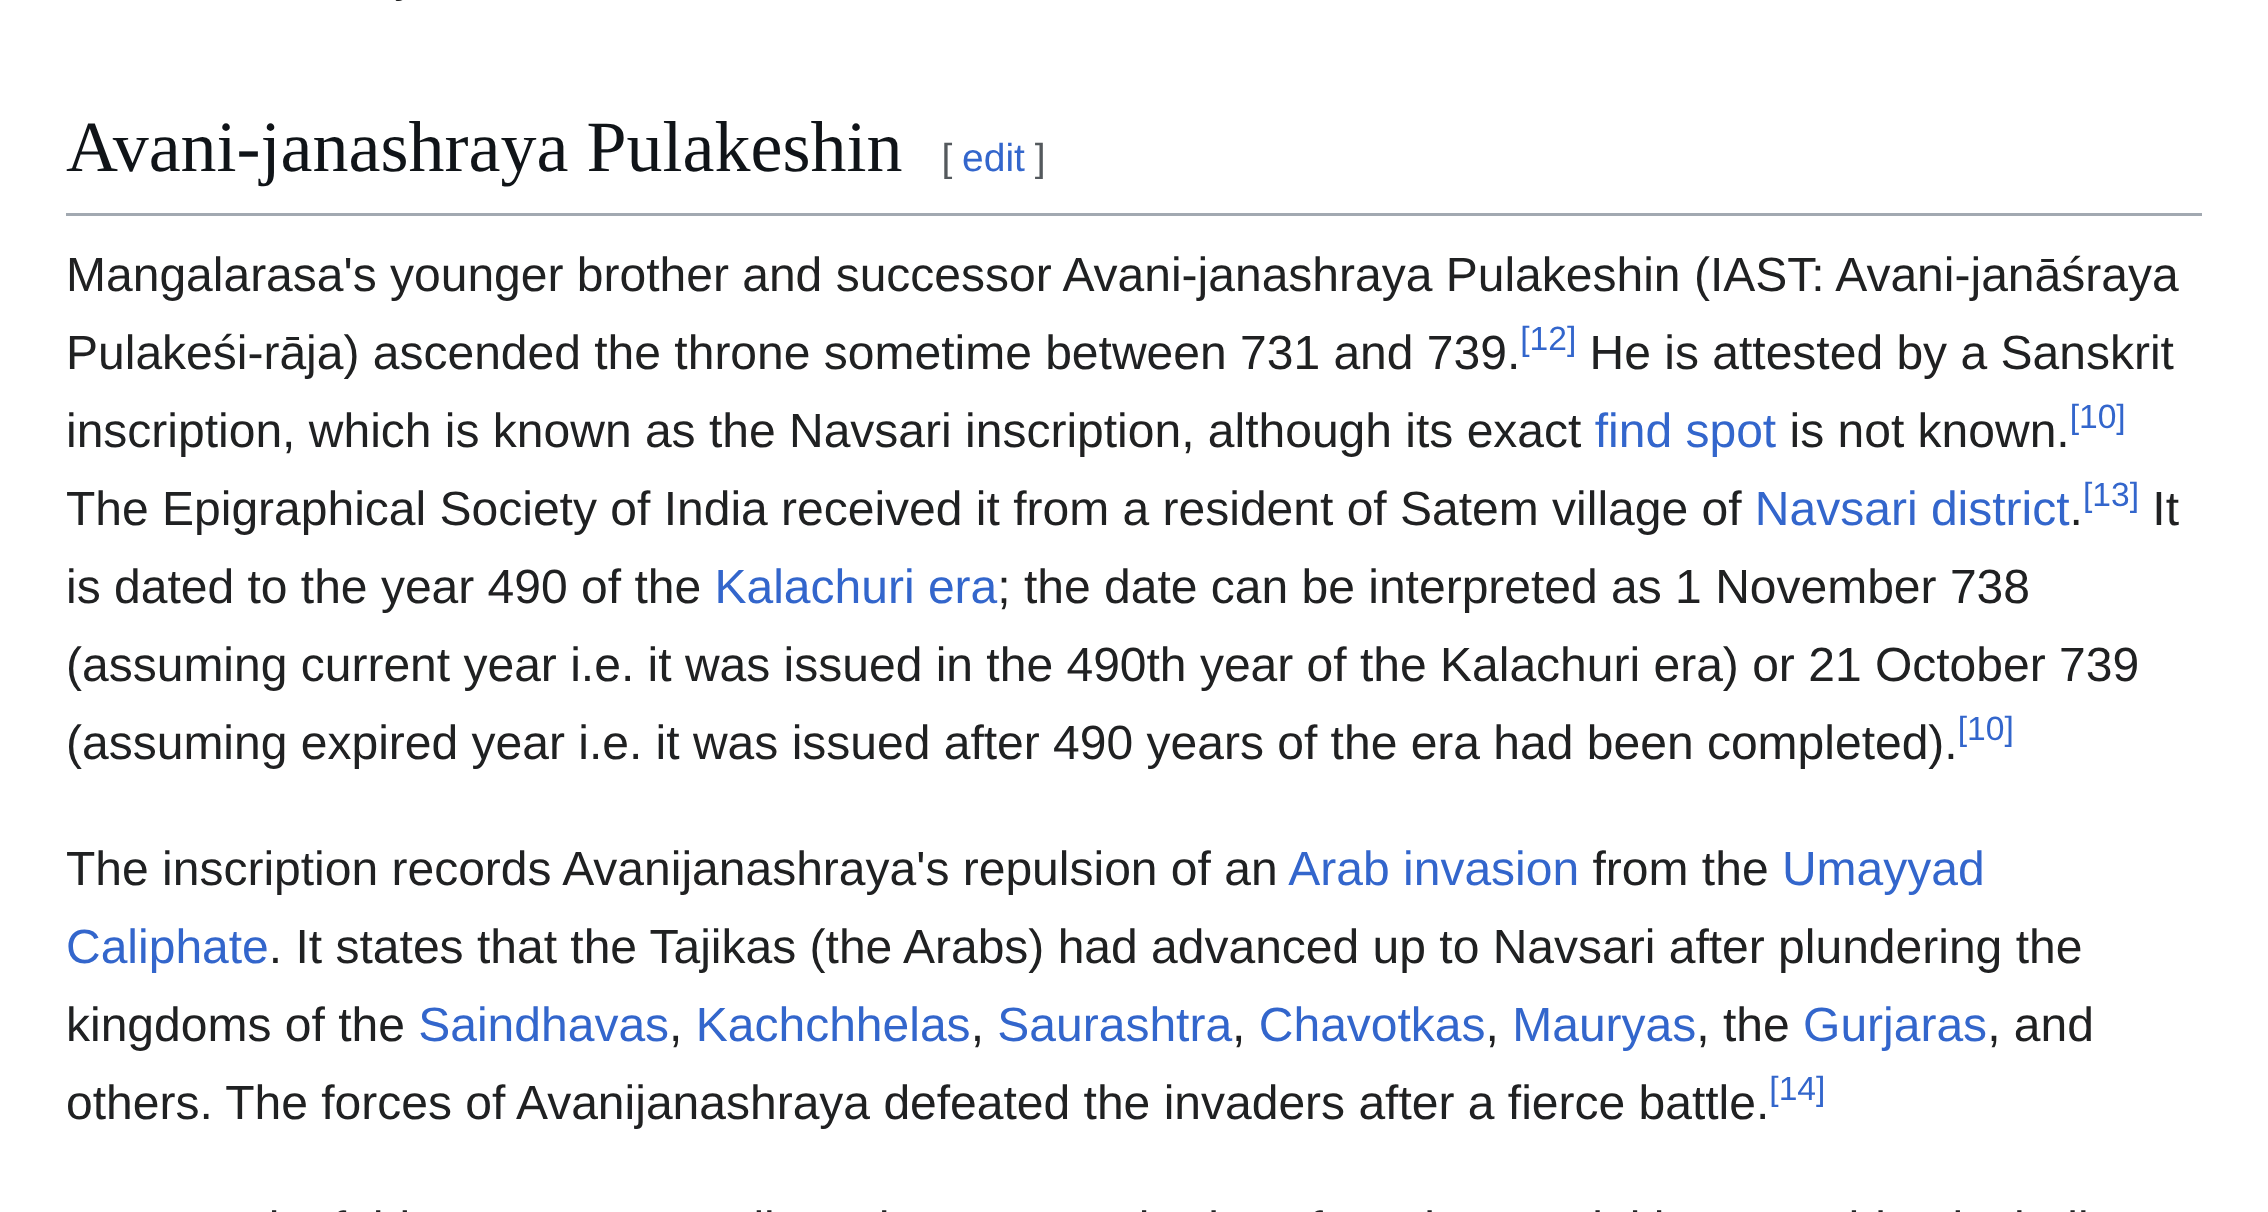 Avani-janashraya Pulakeshin [ edit ]
Mangalarasa's younger brother and successor Avani-janashraya Pulakeshin (IAST: Avani-janāśraya
Pulakeśi-rāja) ascended the throne sometime between 731 and 739.[12] He is attested by a Sanskrit
inscription, which is known as the Navsari inscription, although its exact find spot is not known.[10]
The Epigraphical Society of India received it from a resident of Satem village of Navsari district.[13] It
is dated to the year 490 of the Kalachuri era; the date can be interpreted as 1 November 738
(assuming current year i.e. it was issued in the 490th year of the Kalachuri era) or 21 October 739
(assuming expired year i.e. it was issued after 490 years of the era had been completed).[10]
The inscription records Avanijanashraya's repulsion of an Arab invasion from the Umayyad
Caliphate. It states that the Tajikas (the Arabs) had advanced up to Navsari after plundering the
kingdoms of the Saindhavas, Kachchhelas, Saurashtra, Chavotkas, Mauryas, the Gurjaras, and
others. The forces of Avanijanashraya defeated the invaders after a fierce battle.[14]